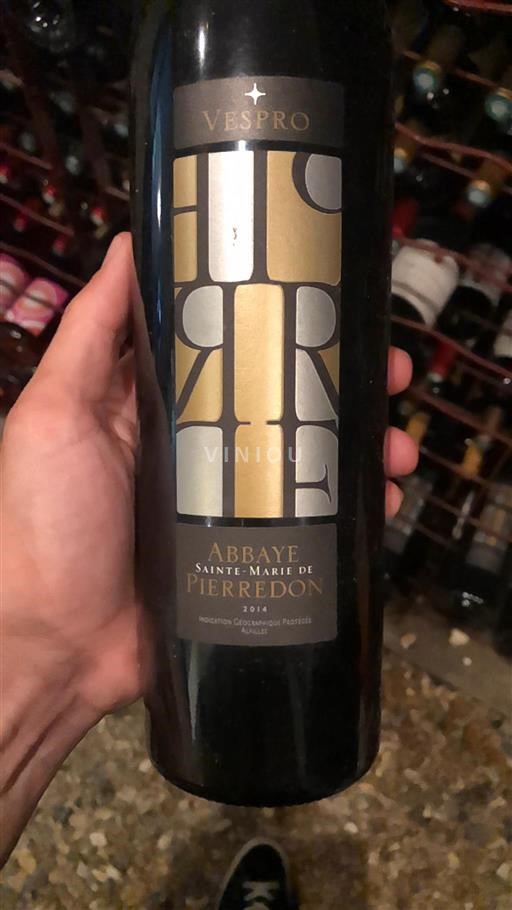 VESPRO
VINIOU
ABBAYE
SAINTE-MARIE DE
PIERREDON
2014
INDICATION GÉOGRAPHIQUE PROTÉGÉE
ALPILLES